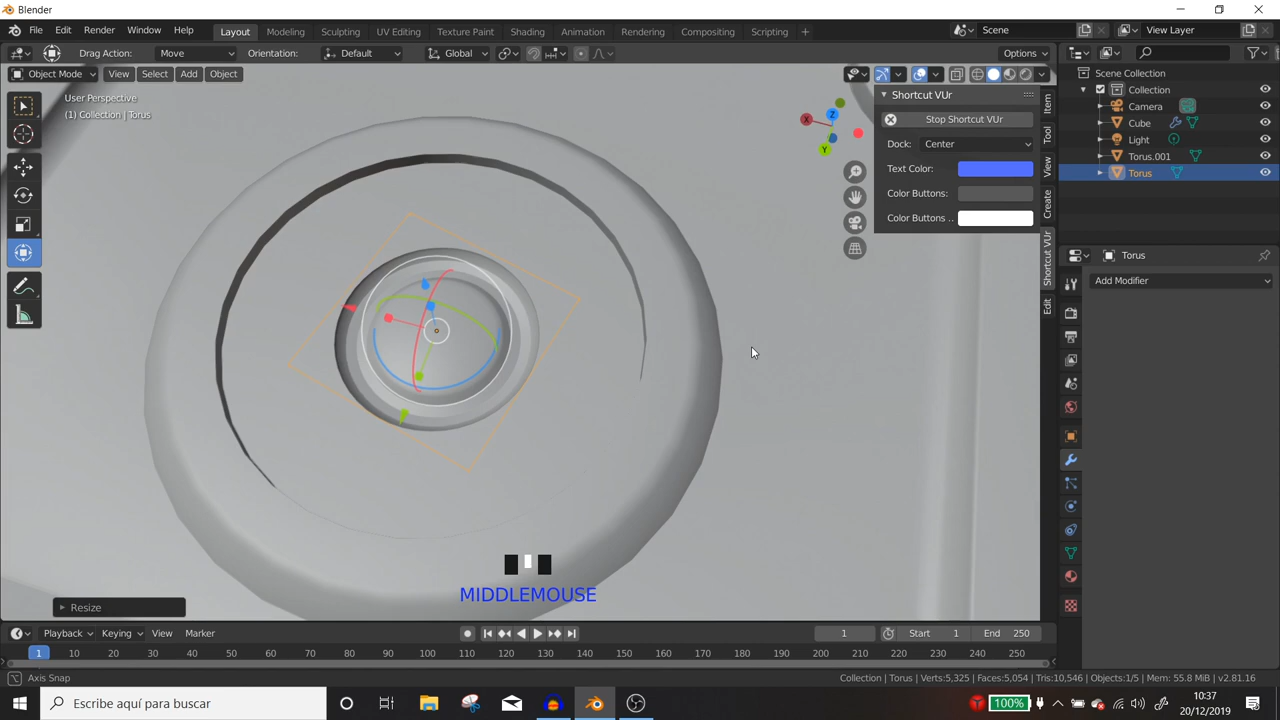 Blender
File Edit Render Window Help
Layout Modeling Sculpting UV Editing Texture Paint Shading Animation Rendering Compositing Scripting +
Scene
View Layer
Drag Action: Move
Orientation: Default
Global
Options
Object Mode View Select Add Object
User Perspective
(1) Collection | Torus
X
Z
Y
Shortcut VUr
Stop Shortcut VUr
Dock: Center
Text Color:
Color Buttons:
Color Buttons ..
Item
Tool
View
Create
Shortcut VUr
Edit
Scene Collection
Collection
Camera
Cube
Light
Torus.001
Torus
Torus
Add Modifier
MIDDLEMOUSE
Resize
Playback Keying View Marker
1
Start 1
End 250
1 10 20 30 40 50 60 70 80 90 100 110 120 130 140 150 160 170 180 190 200 210 220 230 240 250
Axis Snap
Collection | Torus | Verts:5,325 | Faces:5,054 | Tris:10,546 | Objects:1/5 | Mem: 55.8 MiB | v2.81.16
Escribe aquí para buscar
100%
10:37
20/12/2019